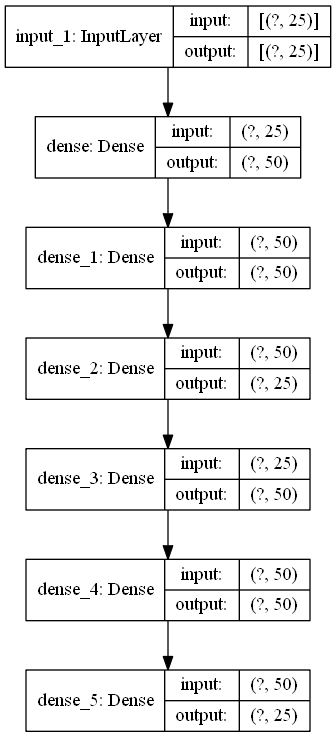 input_1: InputLayer input: [(?, 25)]
output: [(?, 25)]
dense: Dense input: (?, 25)
output: (?, 50)
dense_1: Dense input: (?, 50)
output: (?, 50)
dense_2: Dense input: (?, 50)
output: (?, 25)
dense_3: Dense input: (?, 25)
output: (?, 50)
dense_4: Dense input: (?, 50)
output: (?, 50)
dense_5: Dense input: (?, 50)
output: (?, 25)